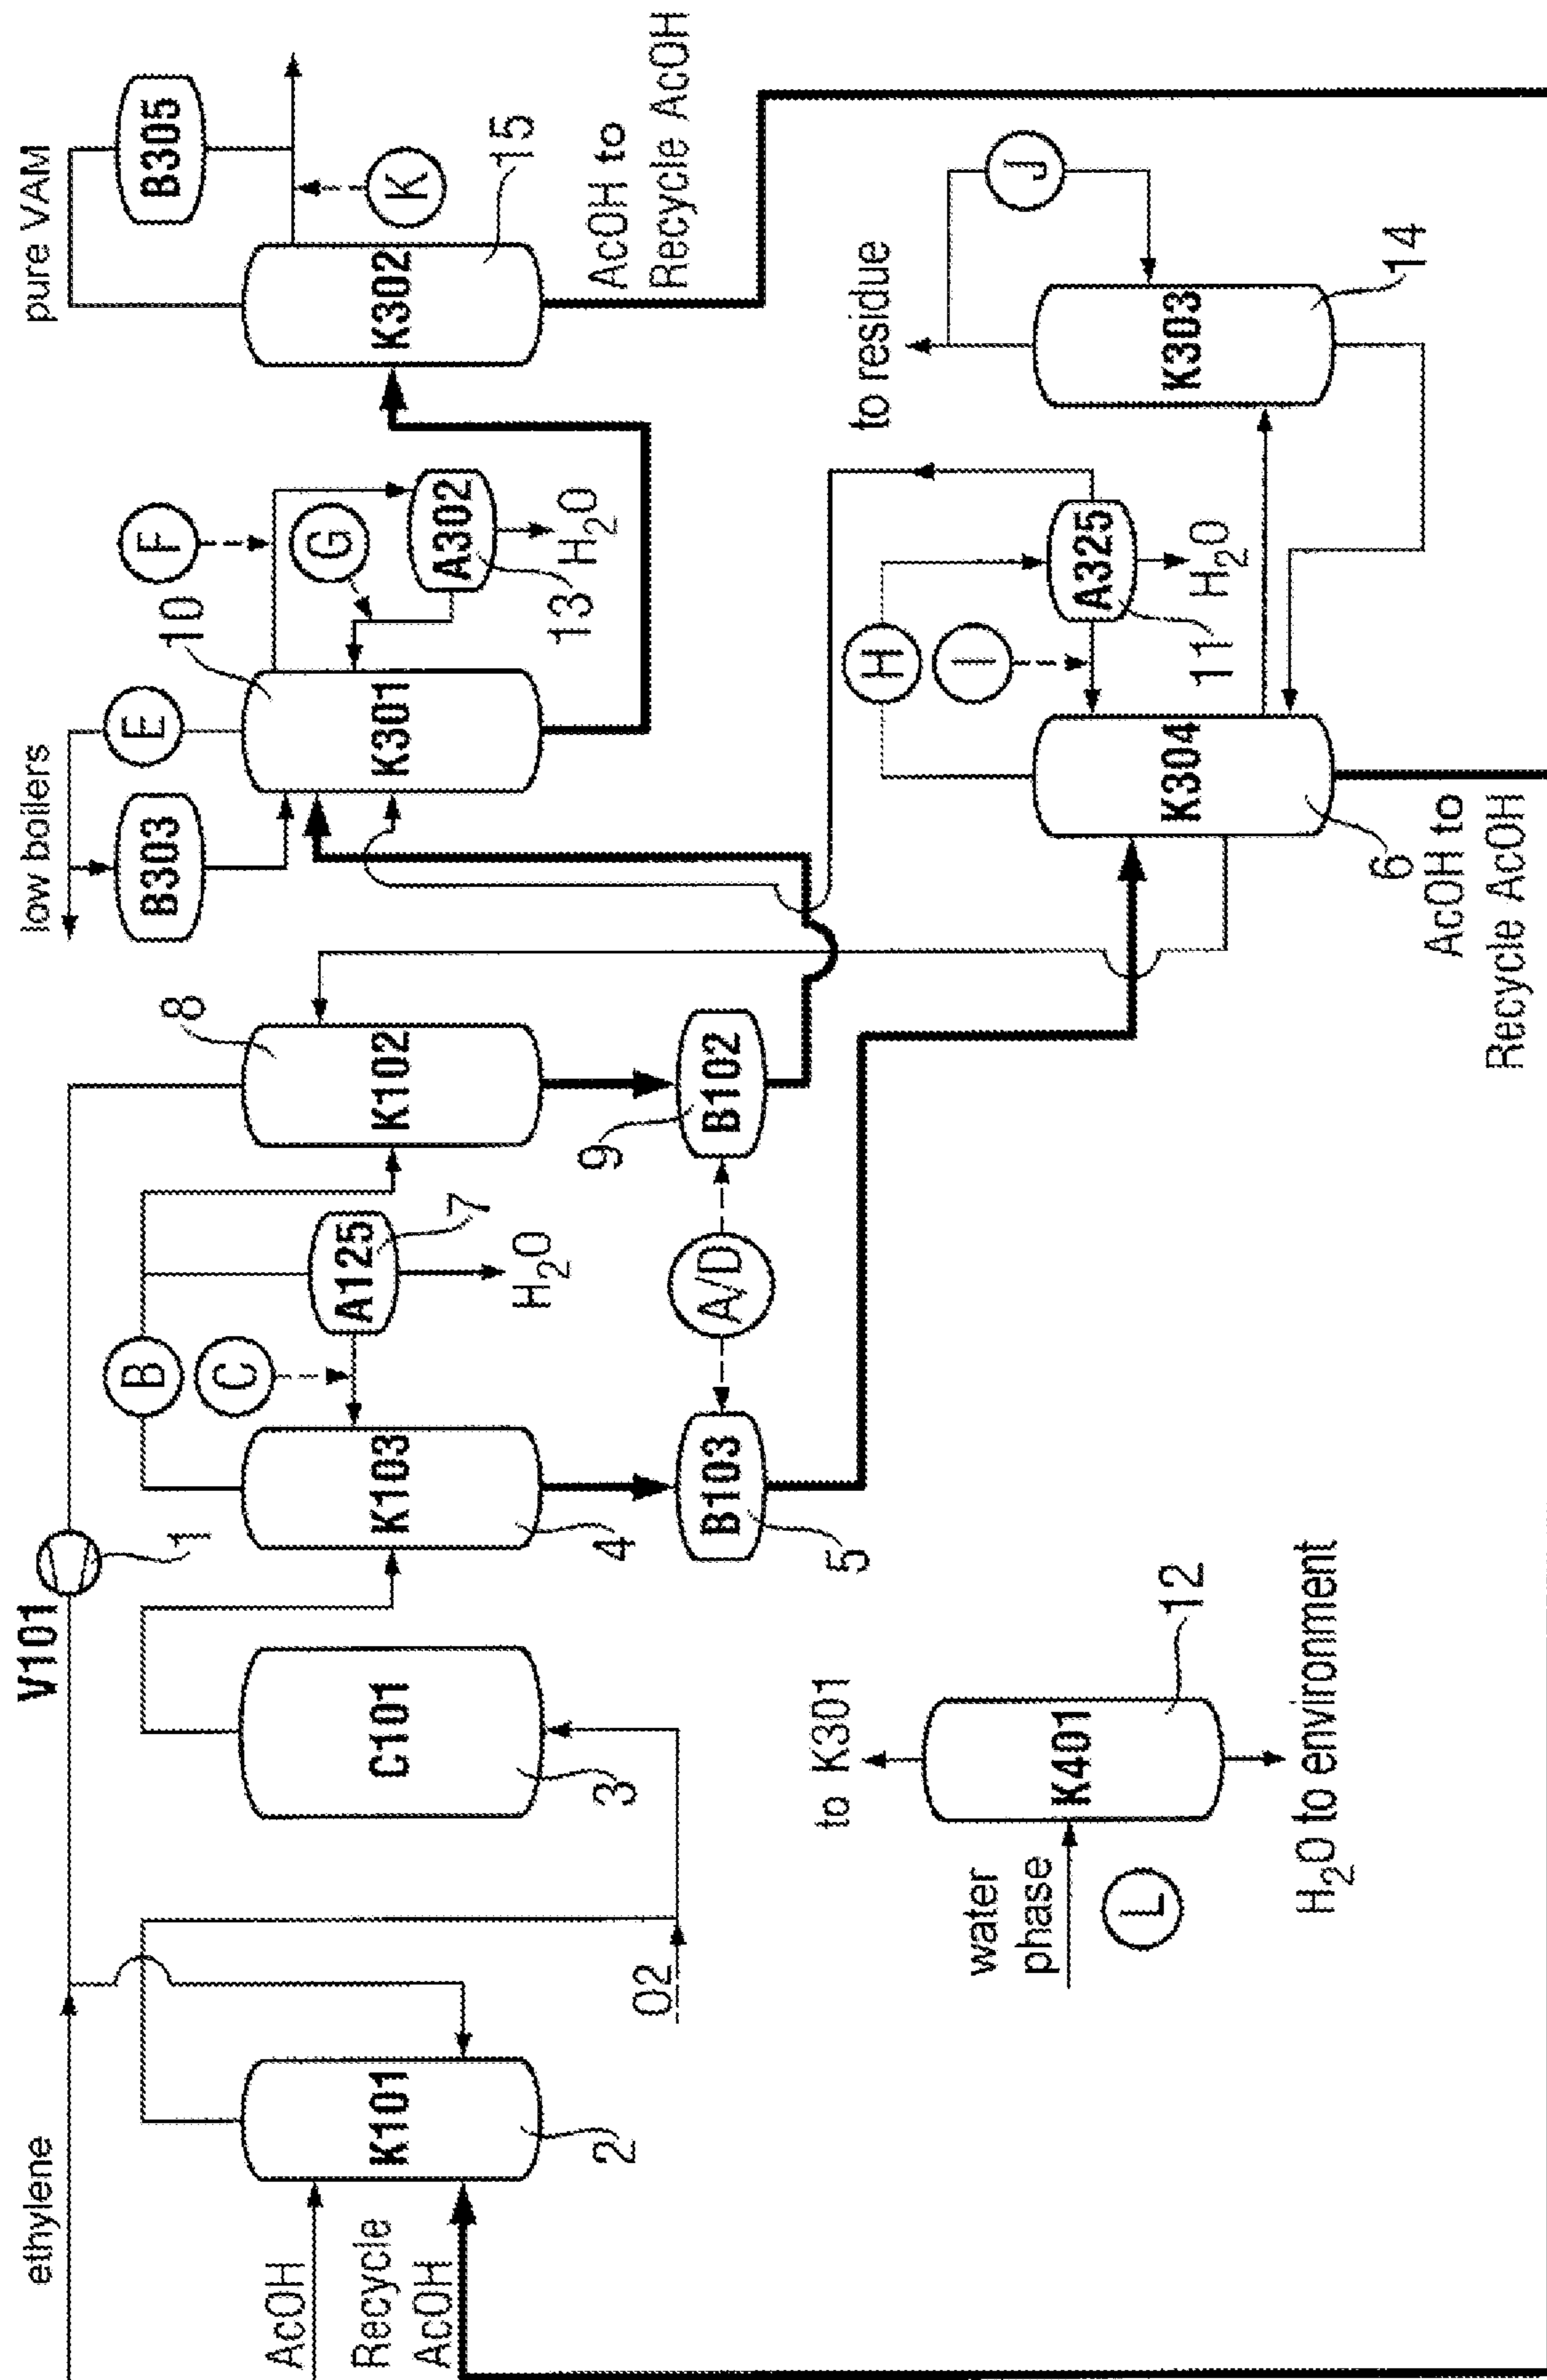 ethylene
V101
1
low boilers
pure VAM
B
C
E
F
G
B303
B305
K
AcOH
Recycle
AcOH
K101
2
C101
3
K103
4
A125
7
H2O
K102
8
K301
10
A302
13
H2O
K302
15
AcOH to
Recycle AcOH
O2
B103
5
A/D
B102
9
to K301
water
phase
L
K401
12
H2O to environment
H
I
A325
11
H2O
K304
6
AcOH to
Recycle AcOH
to residue
J
K303
14